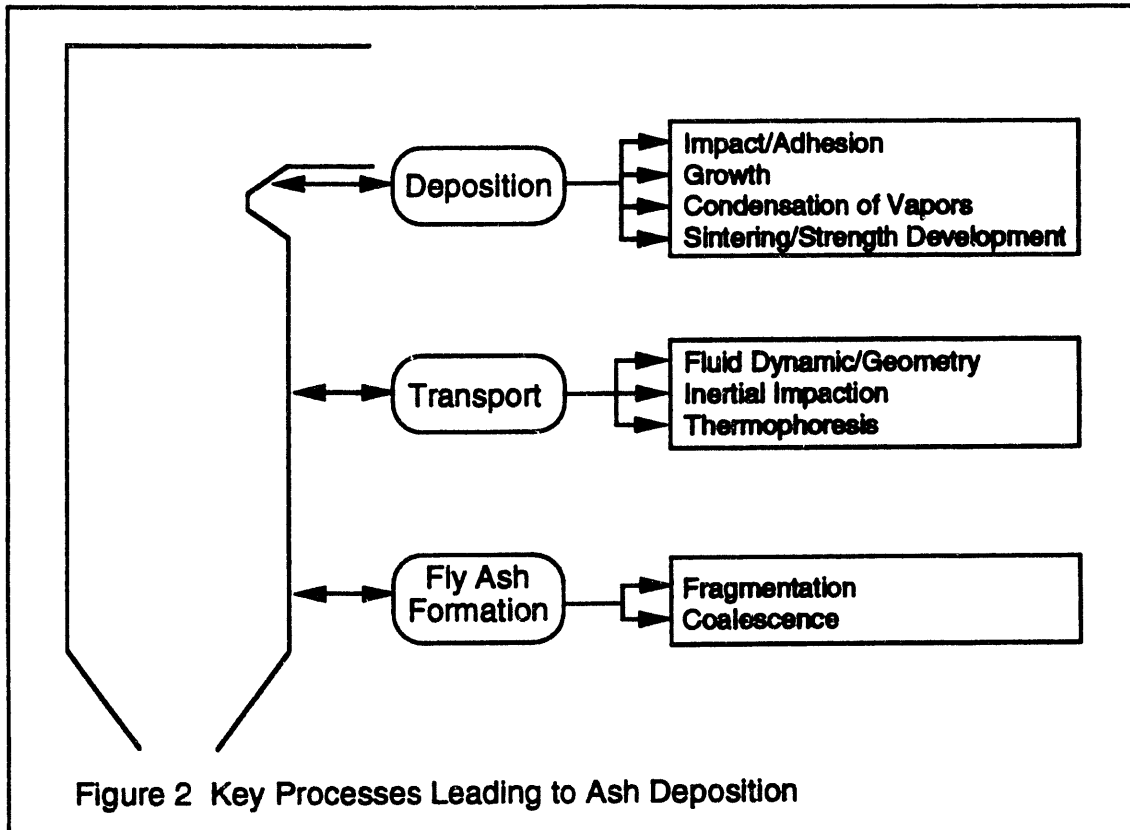 Deposition
Impact/Adhesion
Growth
Condensation of Vapors
Sintering/Strength Development
Transport
Fluid Dynamic/Geometry
Inertial Impaction
Thermophoresis
Fly Ash
Formation
Fragmentation
Coalescence
Figure 2 Key Processes Leading to Ash Deposition